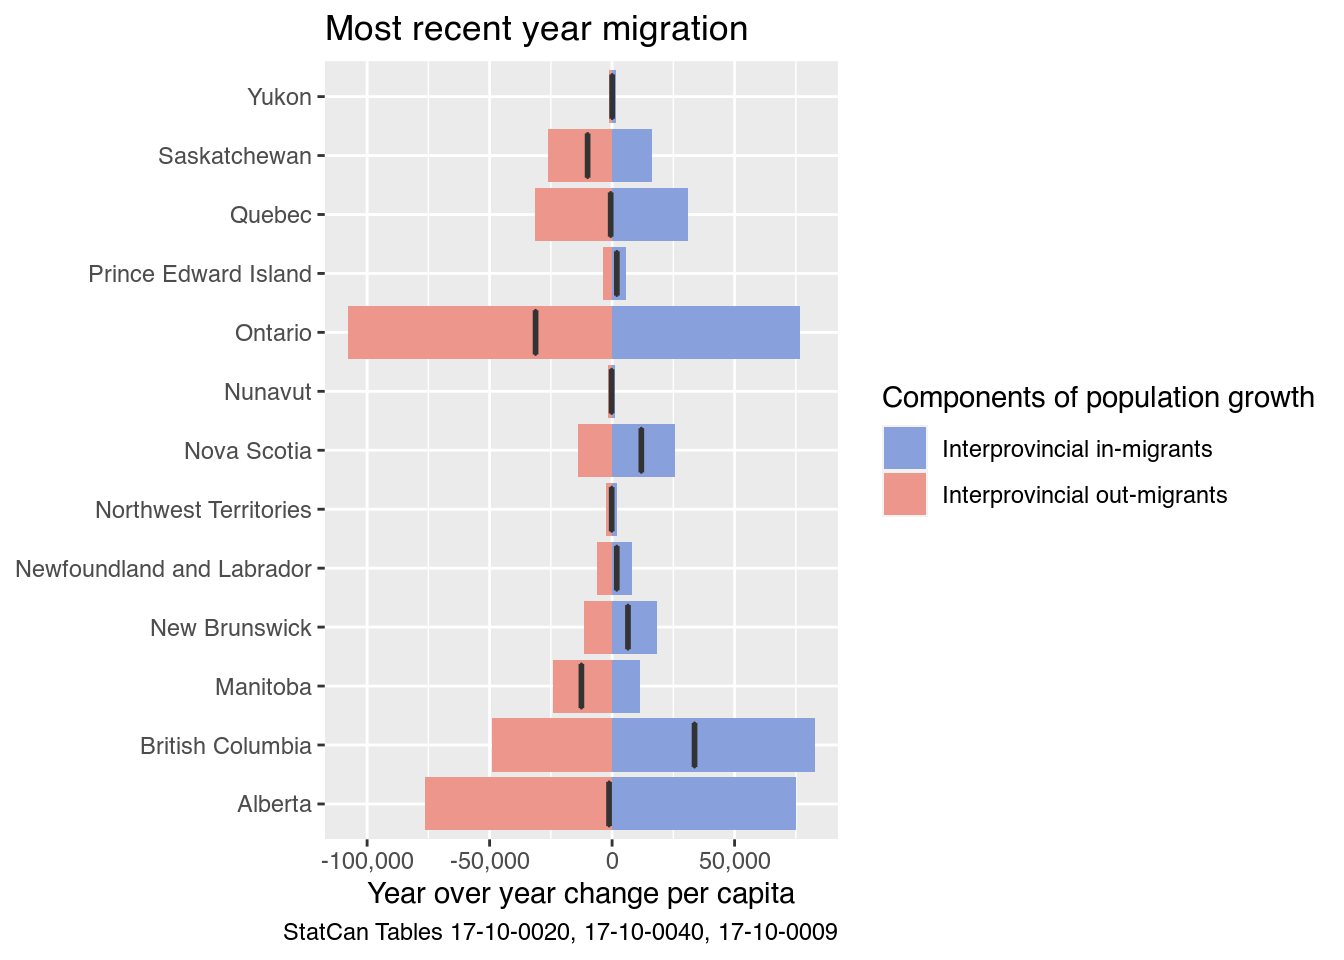 Most recent year migration
Yukon
Saskatchewan
Quebec
Prince Edward Island
Ontario
Nunavut
Nova Scotia
Northwest Territories
Newfoundland and Labrador
New Brunswick
Manitoba
British Columbia
Alberta
-100,000 -50,000 0 50,000
Year over year change per capita
StatCan Tables 17-10-0020, 17-10-0040, 17-10-0009
Components of population growth
Interprovincial in-migrants
Interprovincial out-migrants